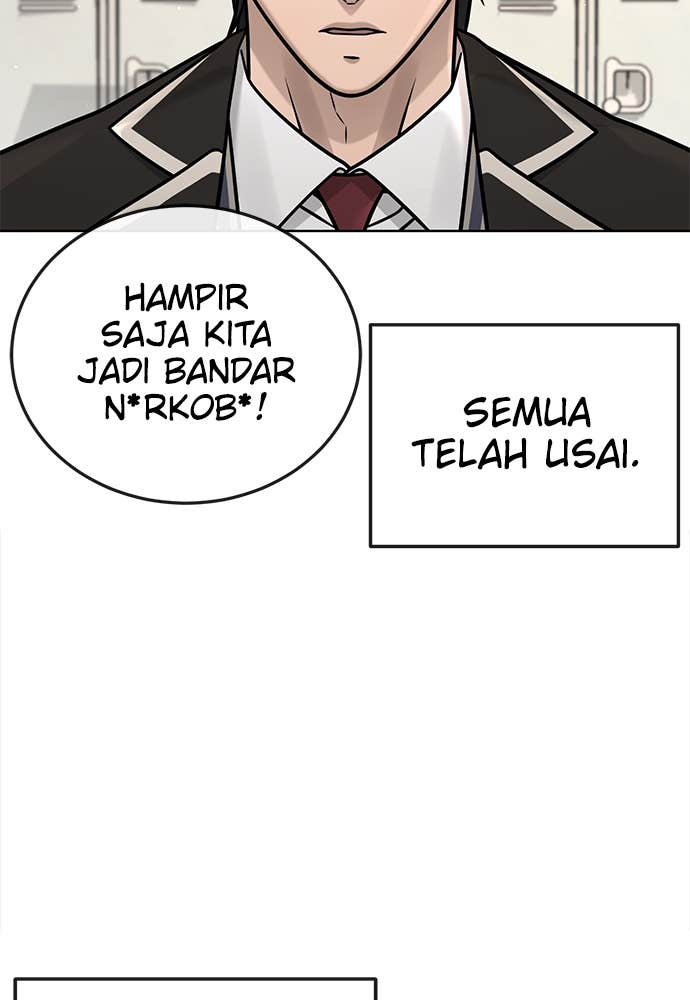 HAMPIR
SAJA KITA
JADI BANDAR
N*RKOB*!
SEMUA
TELAH USAI.